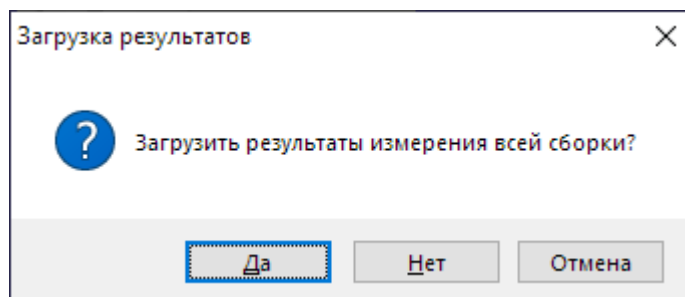 Загрузка результатов
Загрузить результаты измерения всей сборки?
Да Нет Отмена